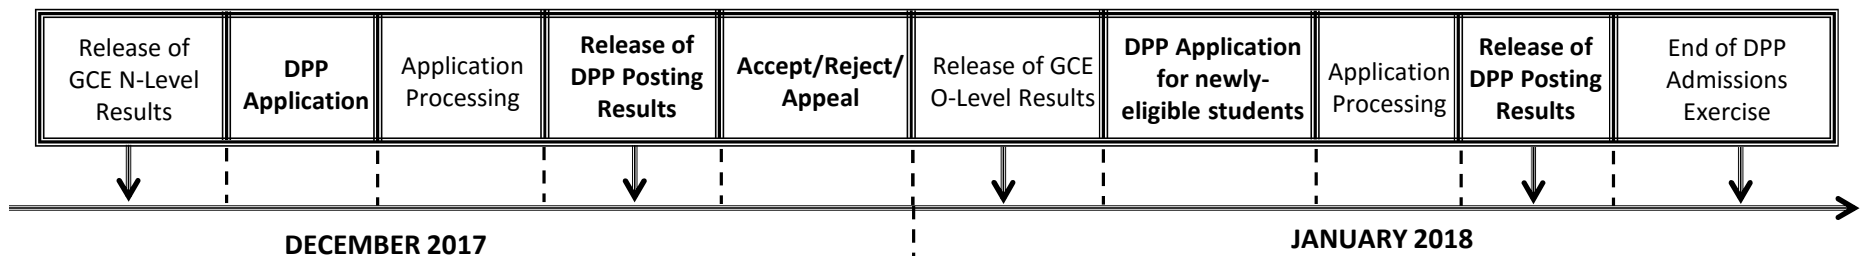 Release of
GCE N-Level
Results
DPP
Application
Application
Processing
Release of
DPP Posting
Results
Accept/Reject/
Appeal
Release of GCE
O-Level Results
DPP Application
for newly-
eligible students
Application
Processing
Release of
DPP Posting
Results
End of DPP
Admissions
Exercise
DECEMBER 2017
JANUARY 2018